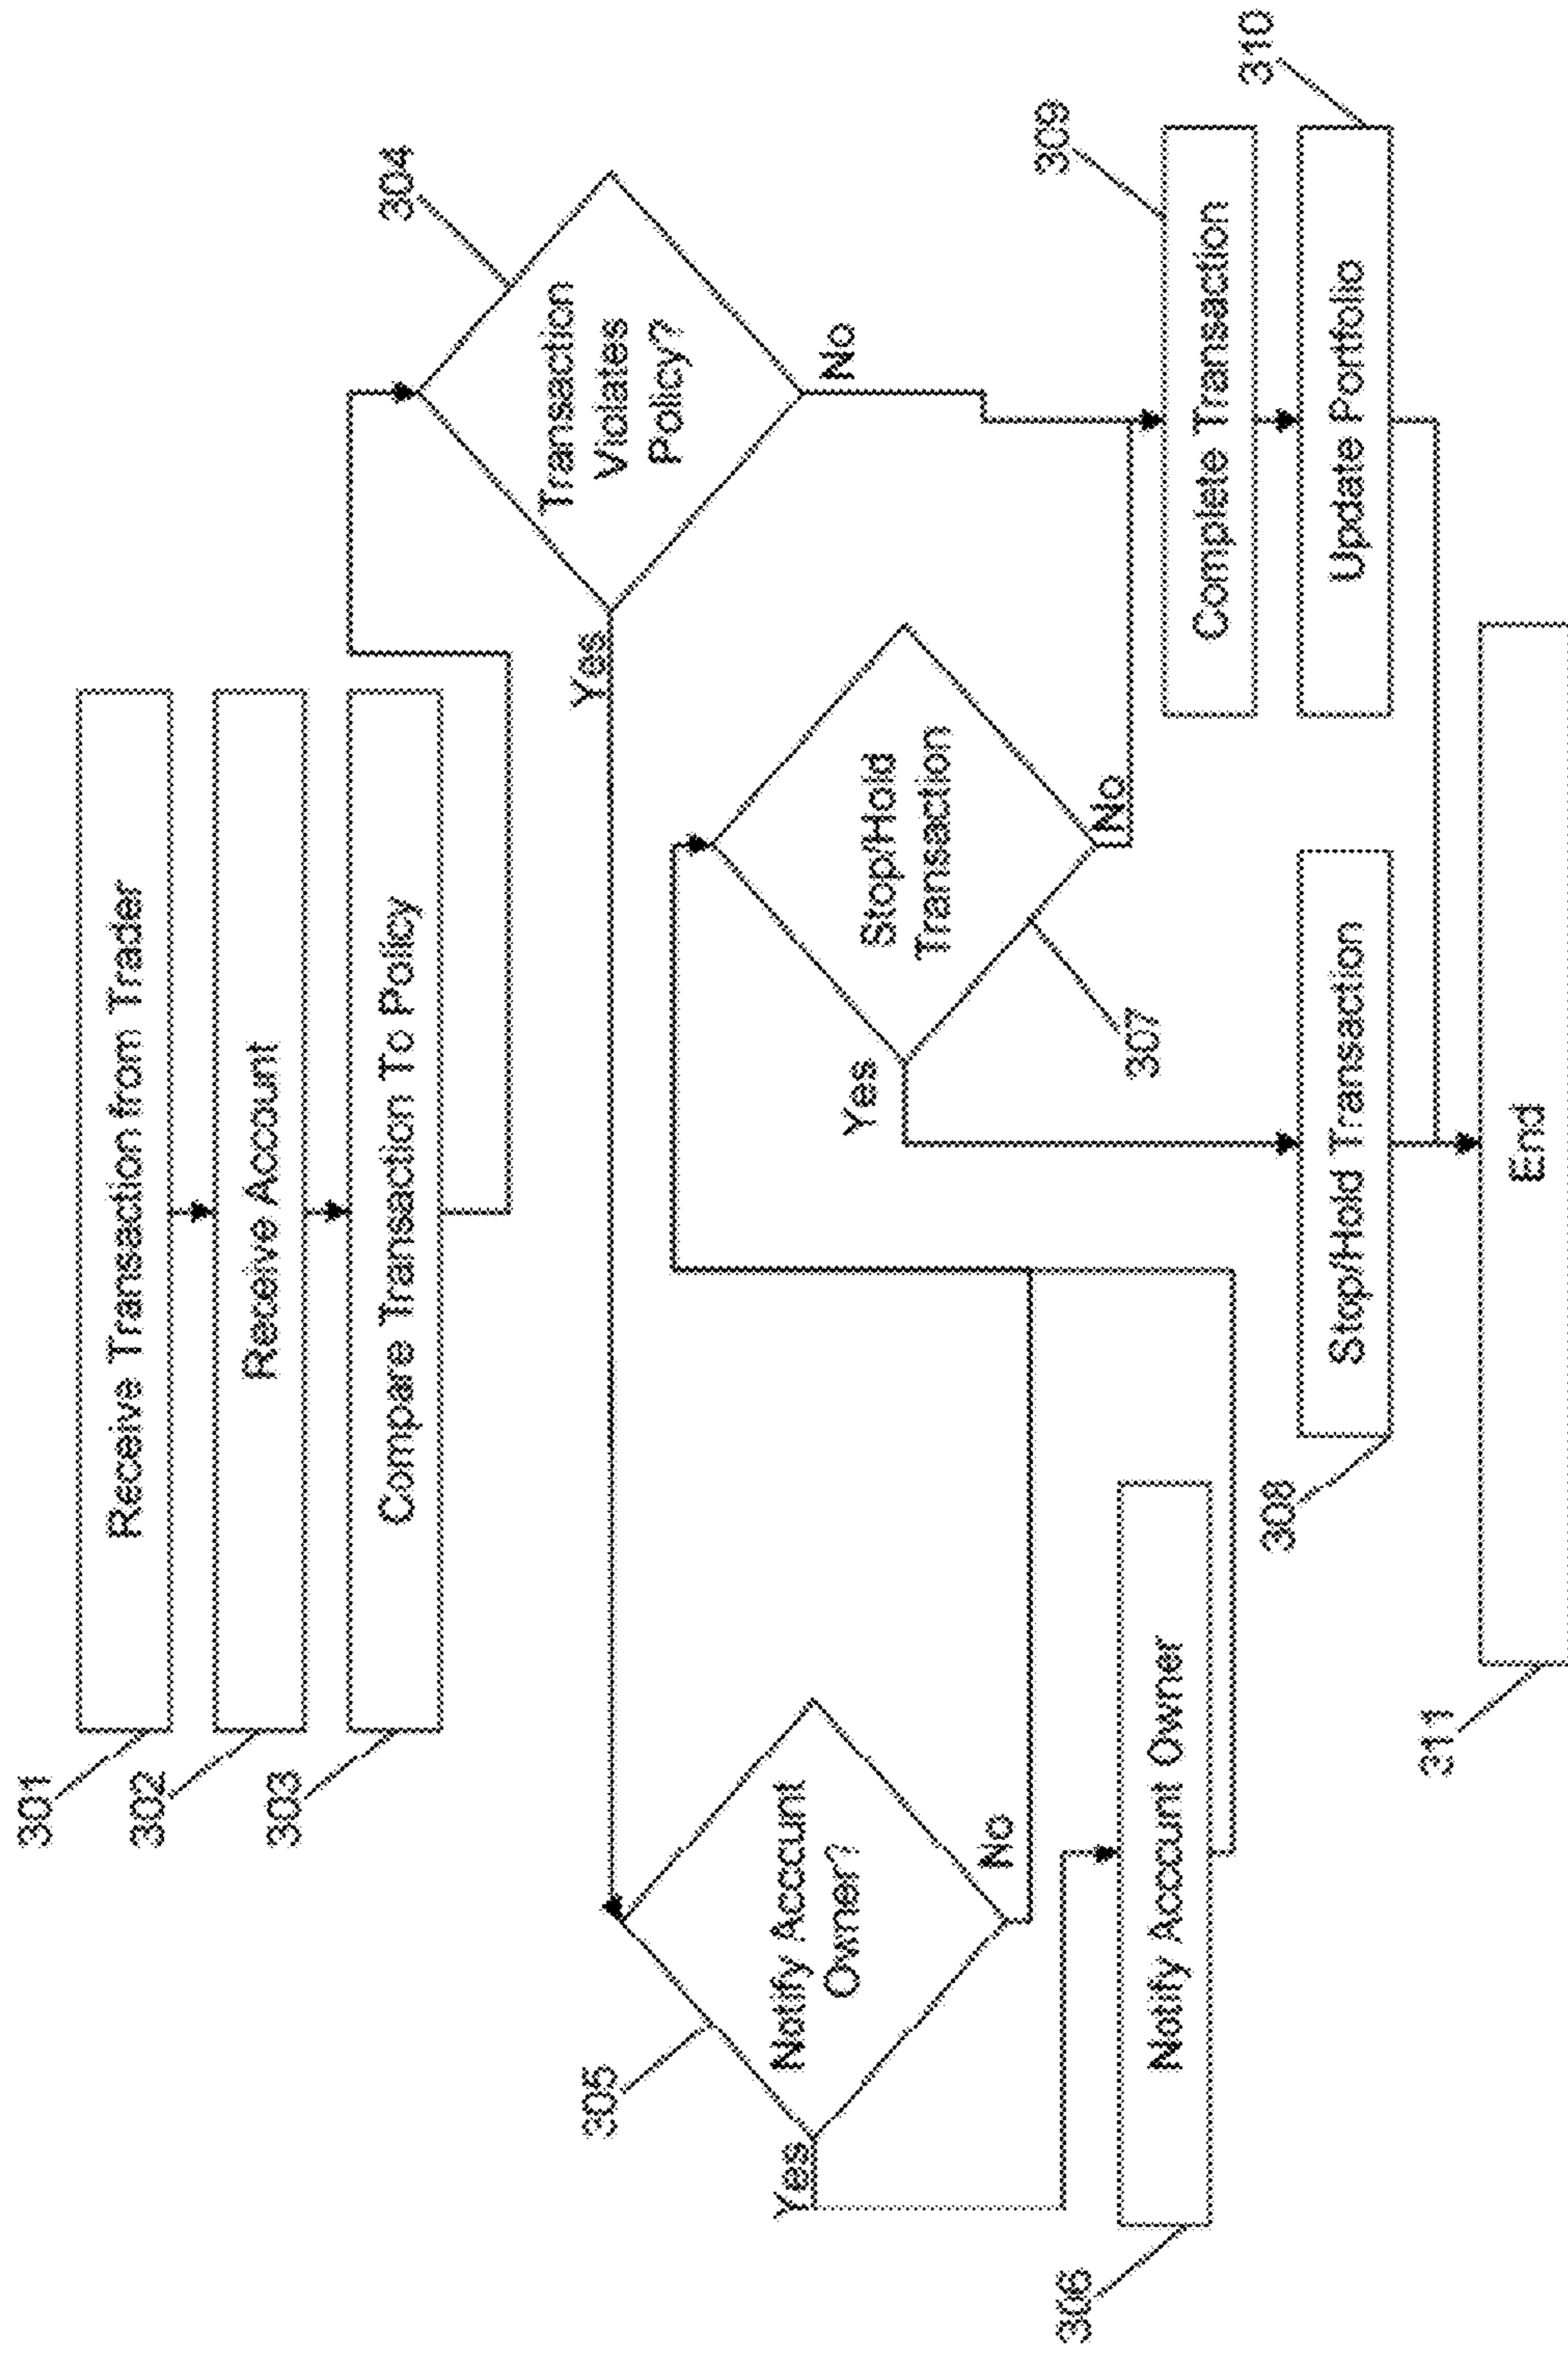 301
Receive Transaction from Trader
302
Receive Account
303
Compare Transaction To Policy
304
Transaction
Violates
Policy?
Yes
No
305
Notify Account
Owner?
Yes
No
306
Notify Account Owner
Stop/Hold
Transaction
307
Yes
No
308
Stop/Hold Transaction
309
Complete Transaction
310
Update Portfolio
311
End